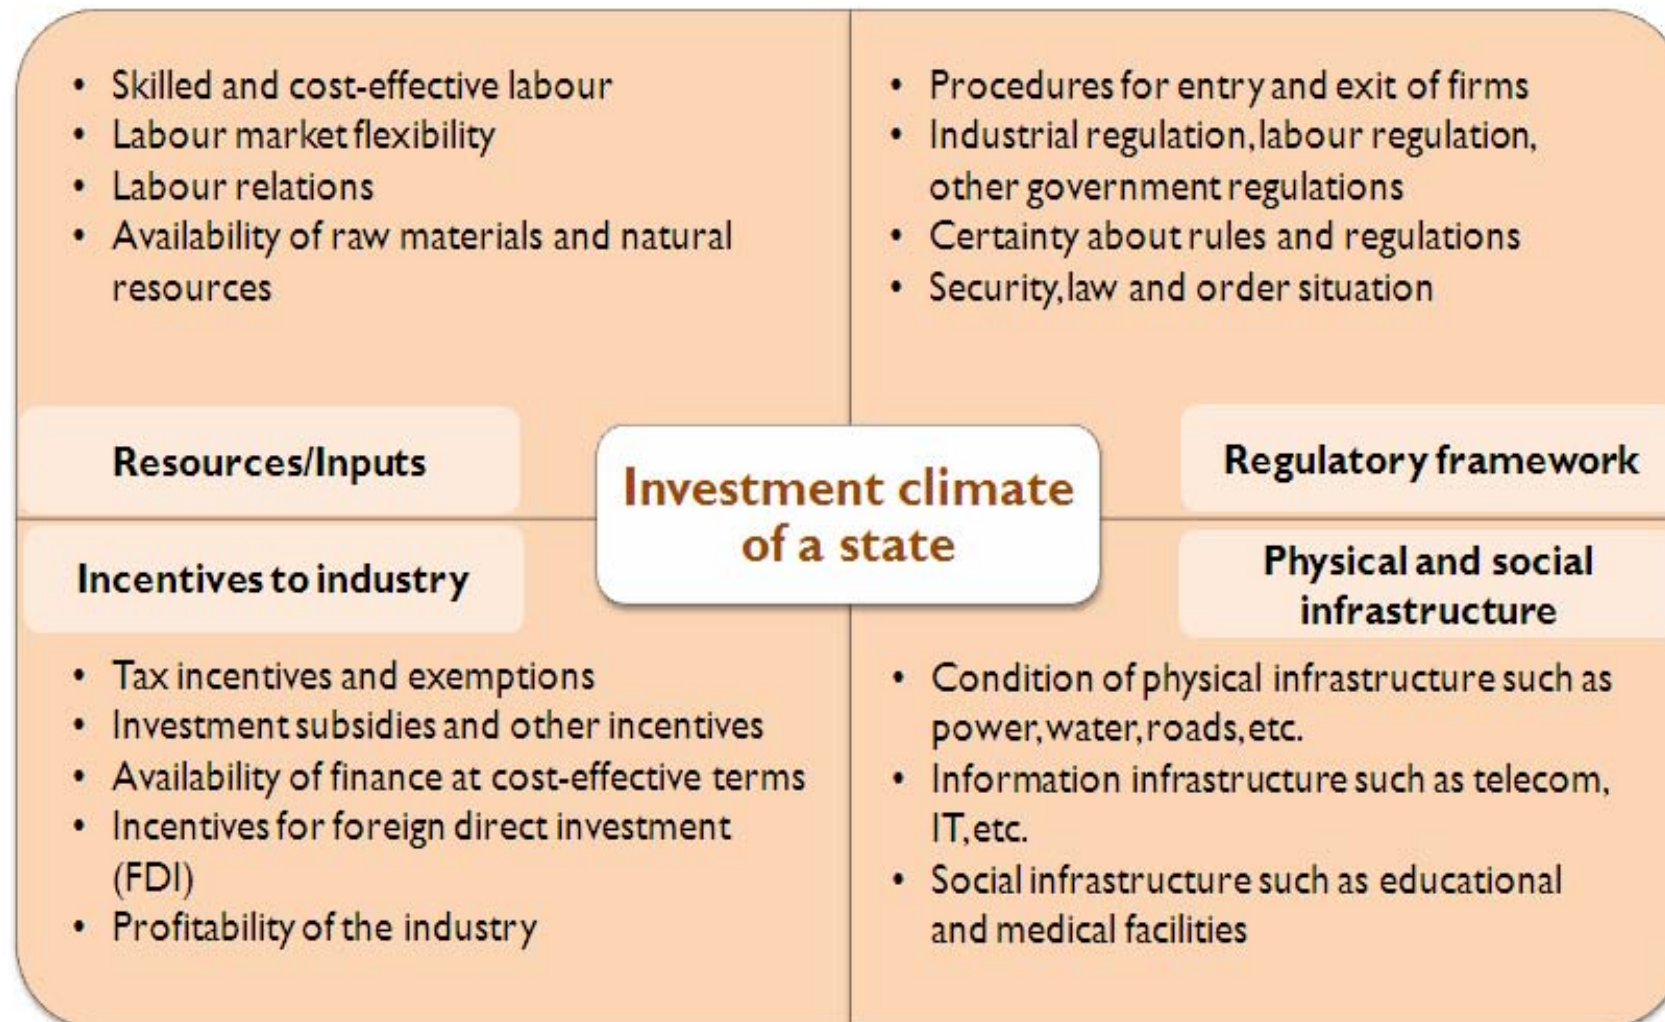 • Skilled and cost-effective labour
• Labour market flexibility
• Labour relations
• Availability of raw materials and natural
resources
Resources/Inputs
• Procedures for entry and exit of firms
• Industrial regulation, labour regulation,
other government regulations
• Certainty about rules and regulations
• Security, law and order situation
Regulatory framework
Investment climate
of a state
Incentives to industry
• Tax incentives and exemptions
• Investment subsidies and other incentives
• Availability of finance at cost-effective terms
• Incentives for foreign direct investment
(FDI)
• Profitability of the industry
Physical and social
infrastructure
• Condition of physical infrastructure such as
power, water, roads, etc.
• Information infrastructure such as telecom,
IT, etc.
• Social infrastructure such as educational
and medical facilities